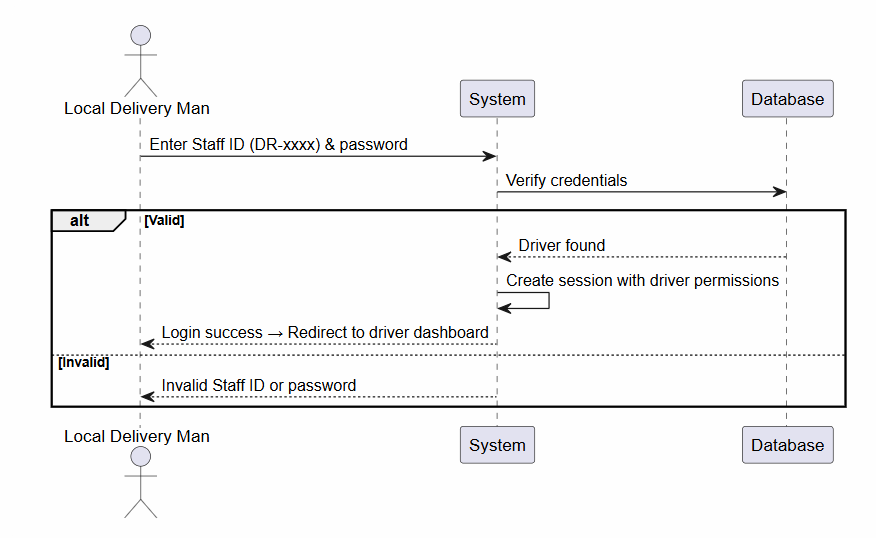 Local Delivery Man
System
Database
Enter Staff ID (DR-xxxx) & password
Verify credentials
alt
[Valid]
Driver found
Create session with driver permissions
Login success → Redirect to driver dashboard
[Invalid]
Invalid Staff ID or password
Local Delivery Man
System
Database